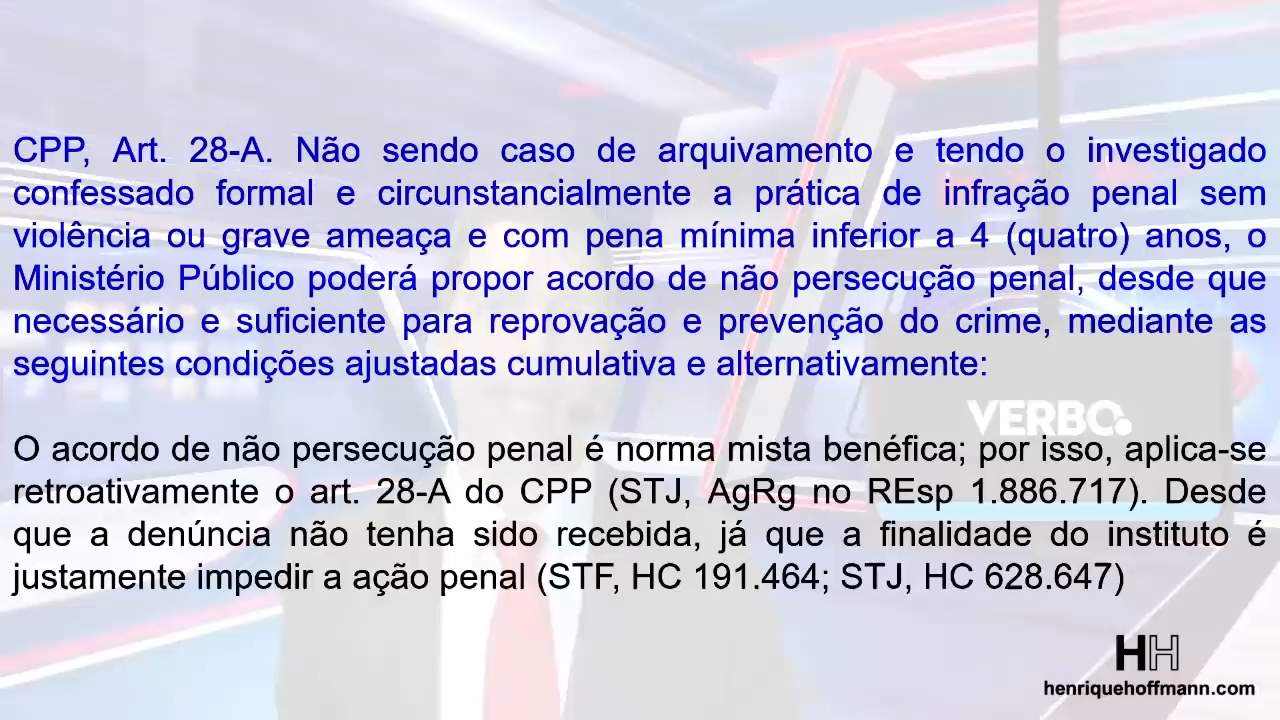 CPP, Art. 28-A. Não sendo caso de arquivamento e tendo o investigado
confessado formal e circunstancialmente a prática de infração penal sem
violência ou grave ameaça e com pena mínima inferior a 4 (quatro) anos, o
Ministério Público poderá propor acordo de não persecução penal, desde que
necessário e suficiente para reprovação e prevenção do crime, mediante as
seguintes condições ajustadas cumulativa e alternativamente:
VERBO.
O acordo de não persecução penal é norma mista benéfica; por isso, aplica-se
retroativamente o art. 28-A do CPP (STJ, AgRg no REsp 1.886.717). Desde
que a denúncia não tenha sido recebida, já que a finalidade do instituto é
justamente impedir a ação penal (STF, HC 191.464; STJ, HC 628.647)
HH
henriquehoffmann.com